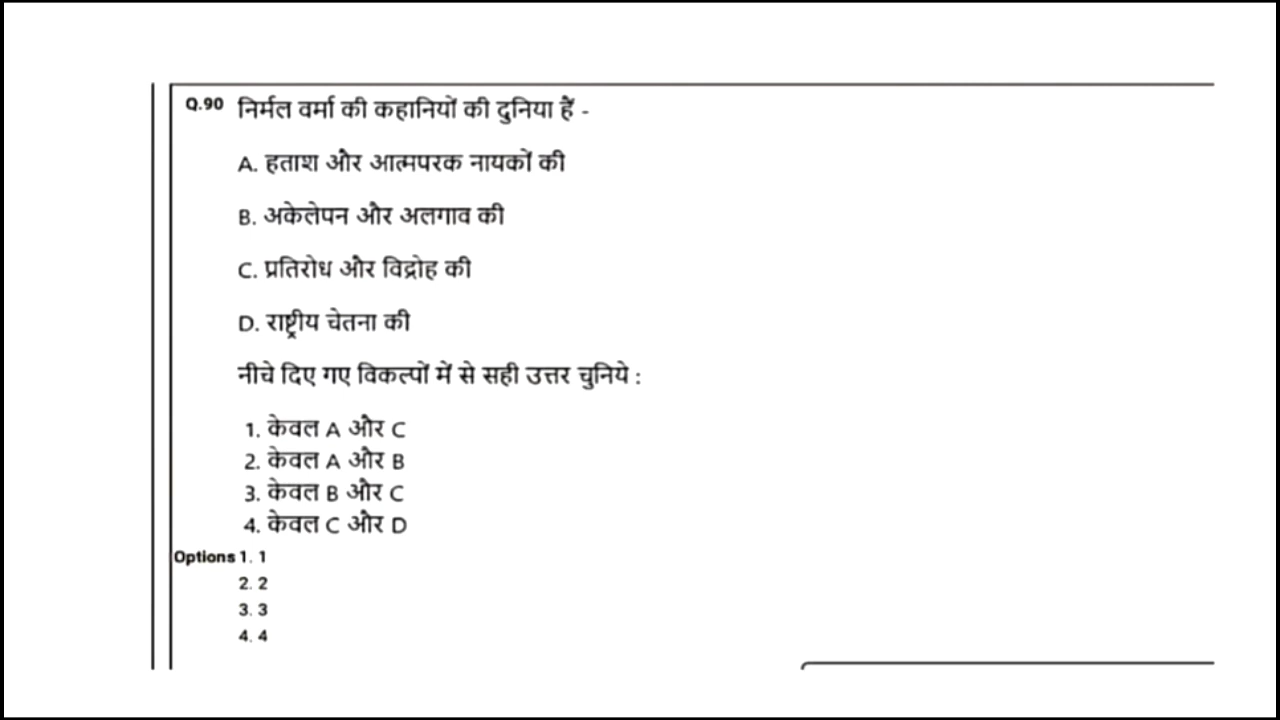 Q.90 निर्मल वर्मा की कहानियों की दुनिया हैं -
A. हताश और आत्मपरक नायकों की
B. अकेलेपन और अलगाव की
C. प्रतिरोध और विद्रोह की
D. राष्ट्रीय चेतना की
नीचे दिए गए विकल्पों में से सही उत्तर चुनिये :
1. केवल A और C
2. केवल A और B
3. केवल B और C
4. केवल C और D
Options 1. 1
2. 2
3. 3
4. 4